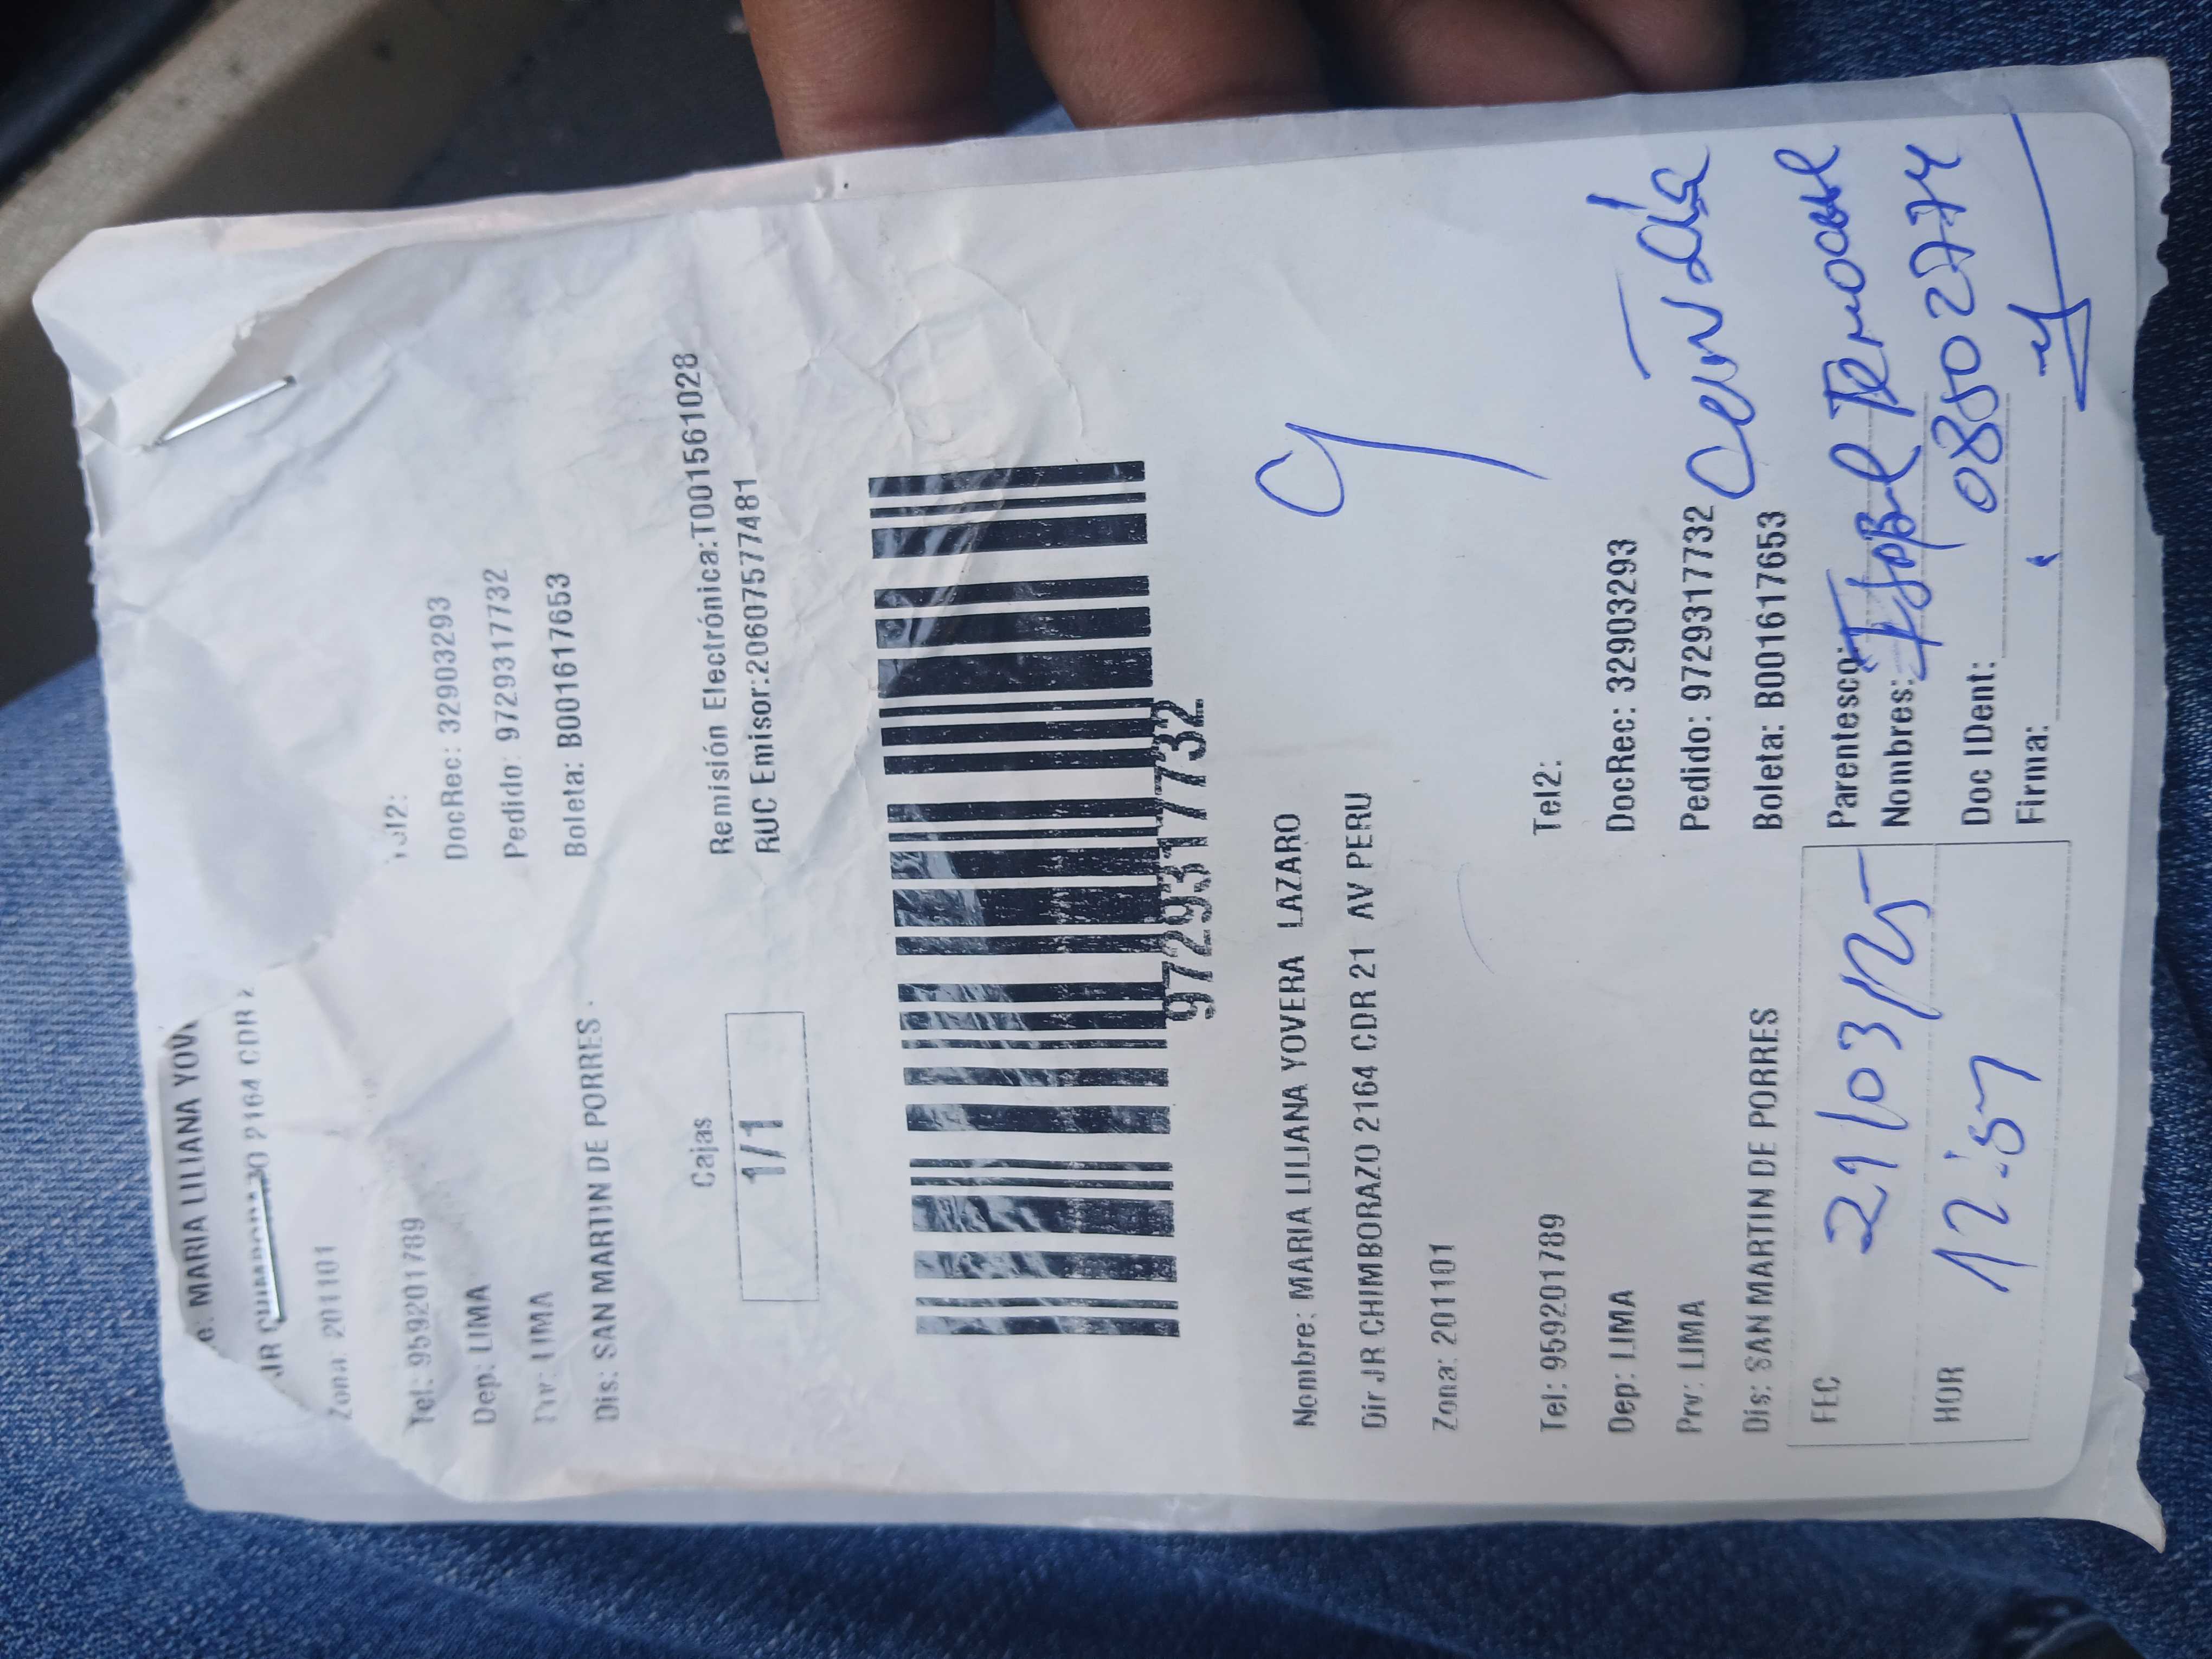 e: MARIA LILIANA YOV
JR CHIMBORAZO 2164 CDR 2
Zona: 201101
Tel: 959201789
Tel2:
Dep: LIMA
DocRec: 32903293
Prv: LIMA
Pedido: 9729317732
Dis: SAN MARTIN DE PORRES
Boleta: B001617653
Cajas
1/1
Remisión Electrónica:T001561028
RUC Emisor:20607577481
9729317732
Nombre: MARIA LILIANA YOVERA LAZARO
Dir JR CHIMBORAZO 2164 CDR 21 AV PERU
Zona: 201101
Tel: 959201789
Tel2:
Dep: LIMA
DocRec: 32903293
Prv: LIMA
Pedido: 9729317732
Dis: SAN MARTIN DE PORRES
Boleta: B001617653
FEC 21/03/25
Parentesco:
Nombres: Isabel
HOR 12:57
Doc IDent: 08502774
Firma: